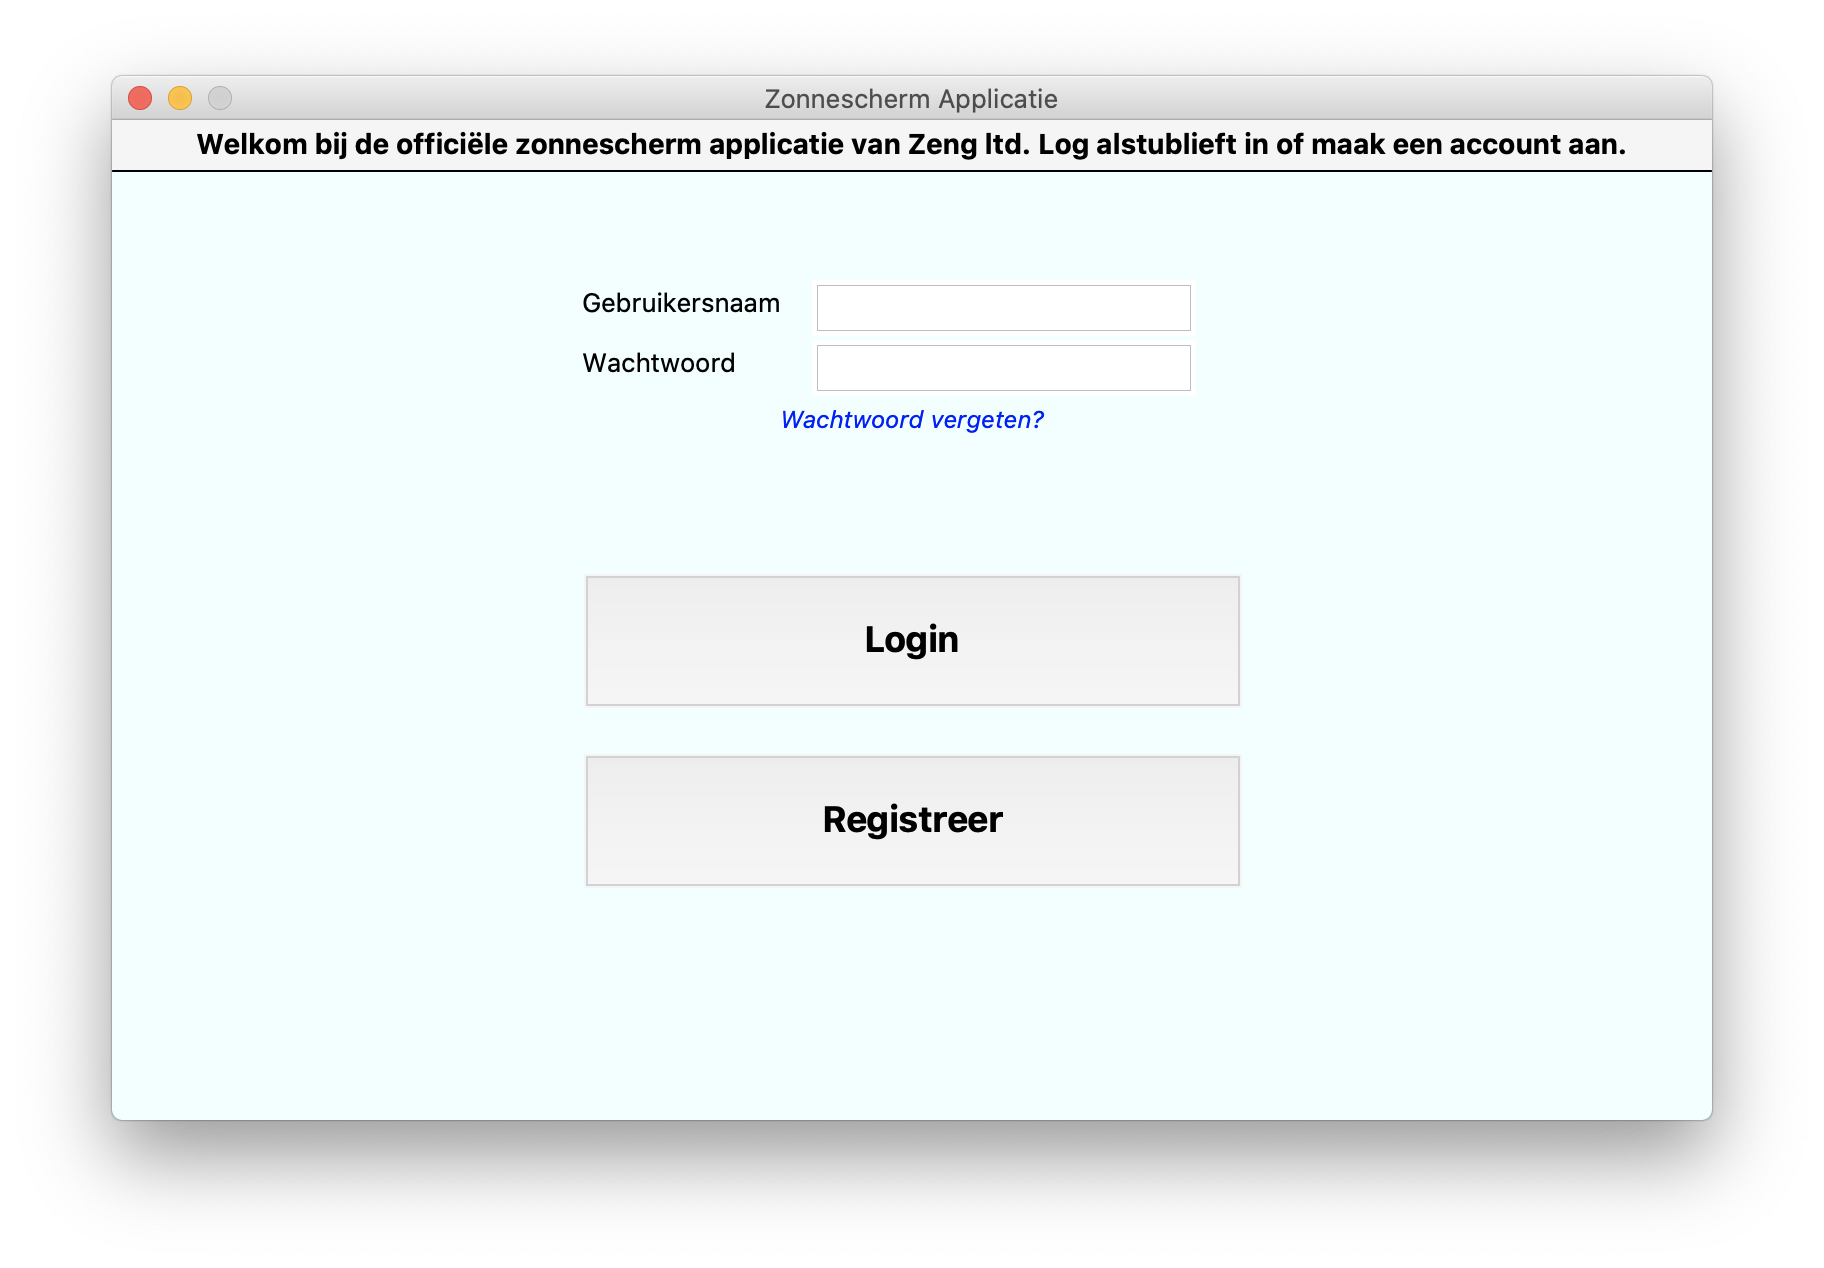 Zonnescherm Applicatie
Welkom bij de officiële zonnescherm applicatie van Zeng ltd. Log alstublieft in of maak een account aan.
Gebruikersnaam
Wachtwoord
Wachtwoord vergeten?
Login
Registreer